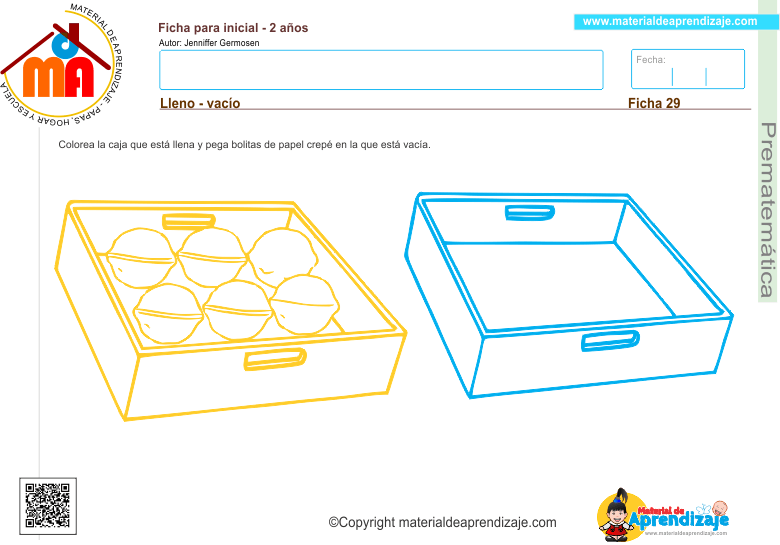 MATERIAL DE APRENDIZAJE - PAPAS, HOGAR Y ESCUELA
d
mA
Ficha para inicial - 2 años
Autor: Jenniffer Germosen
www.materialdeaprendizaje.com
Fecha:
Lleno - vacío
Ficha 29
Prematemática
Colorea la caja que está llena y pega bolitas de papel crepé en la que está vacía.
©Copyright materialdeaprendizaje.com
Material de
Aprendizaje
www.materialdeaprendizaje.com